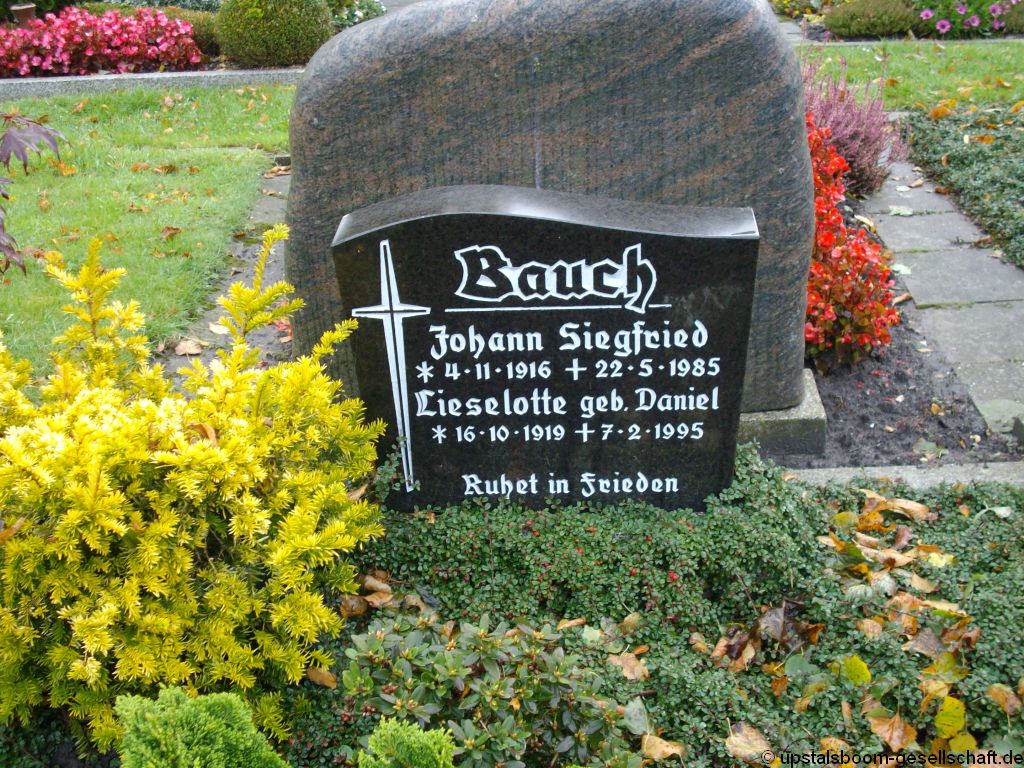 Bauch
Johann Siegfried
* 4·11·1916 + 22·5·1985
Lieselotte geb. Daniel
* 16·10·1919 + 7·2·1995
Ruhet in Frieden
© upstalsboom-gesellschaft.de